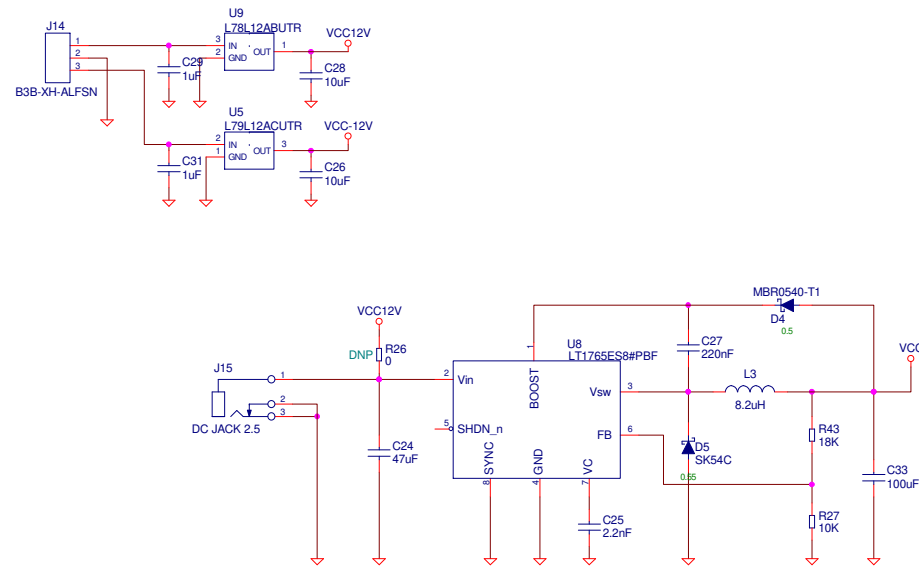 J14
B3B-XH-ALFSN
1
2
3
C29
1uF
U9
L78L12ABUTR
3
IN
2
GND
OUT
1
VCC12V
C28
10uF
C31
1uF
U5
L79L12ACUTR
2
IN
1
GND
OUT
3
VCC-12V
C26
10uF
J15
DC JACK 2.5
1
2
3
VCC12V
DNP
R26
0
C24
47uF
U8
LT1765ES8#PBF
2
Vin
5
SHDN_n
1
BOOST
Vsw
3
FB
6
SYNC
8
GND
4
VC
7
C25
2.2nF
C27
220nF
D5
SK54C
0.55
MBR0540-T1
D4
0.5
L3
8.2uH
R43
18K
R27
10K
C33
100uF
VCC